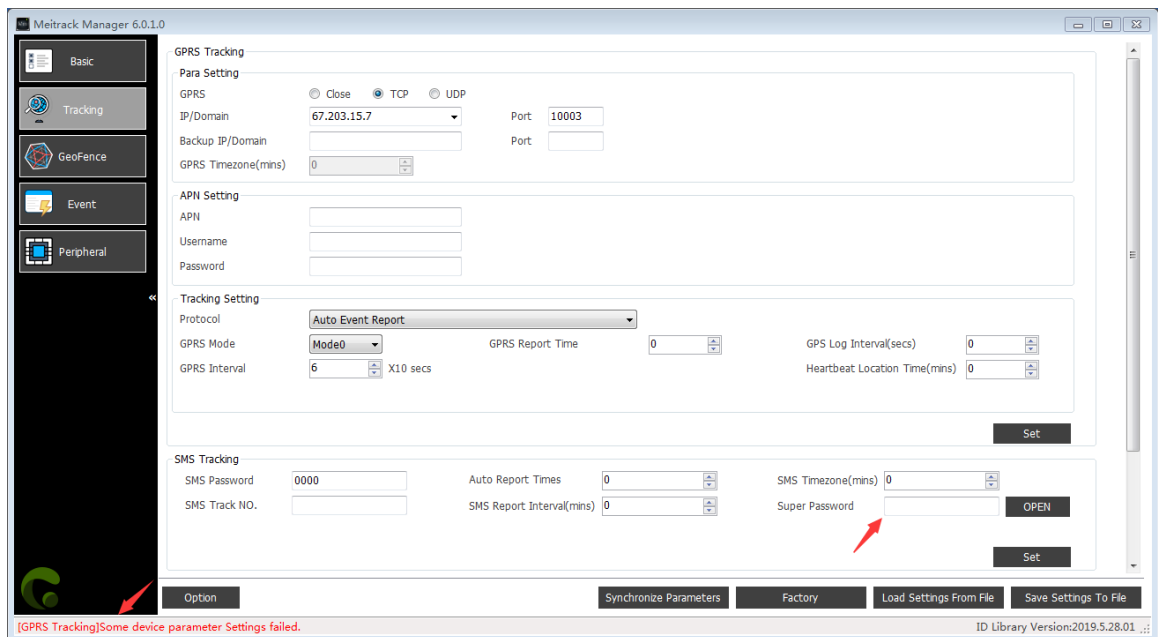 Meitrack Manager 6.0.1.0
Basic
Tracking
GeoFence
Event
Peripheral
«
GPRS Tracking
Para Setting
GPRS Close TCP UDP
IP/Domain 67.203.15.7 Port 10003
Backup IP/Domain Port
GPRS Timezone(mins) 0
APN Setting
APN
Username
Password
Tracking Setting
Protocol Auto Event Report
GPRS Mode Mode0 GPRS Report Time 0 GPS Log Interval(secs) 0
GPRS Interval 6 X10 secs Heartbeat Location Time(mins) 0
Set
SMS Tracking
SMS Password 0000 Auto Report Times 0 SMS Timezone(mins) 0
SMS Track NO. SMS Report Interval(mins) 0 Super Password OPEN
Set
Option Synchronize Parameters Factory Load Settings From File Save Settings To File
[GPRS Tracking]Some device parameter Settings failed. ID Library Version:2019.5.28.01